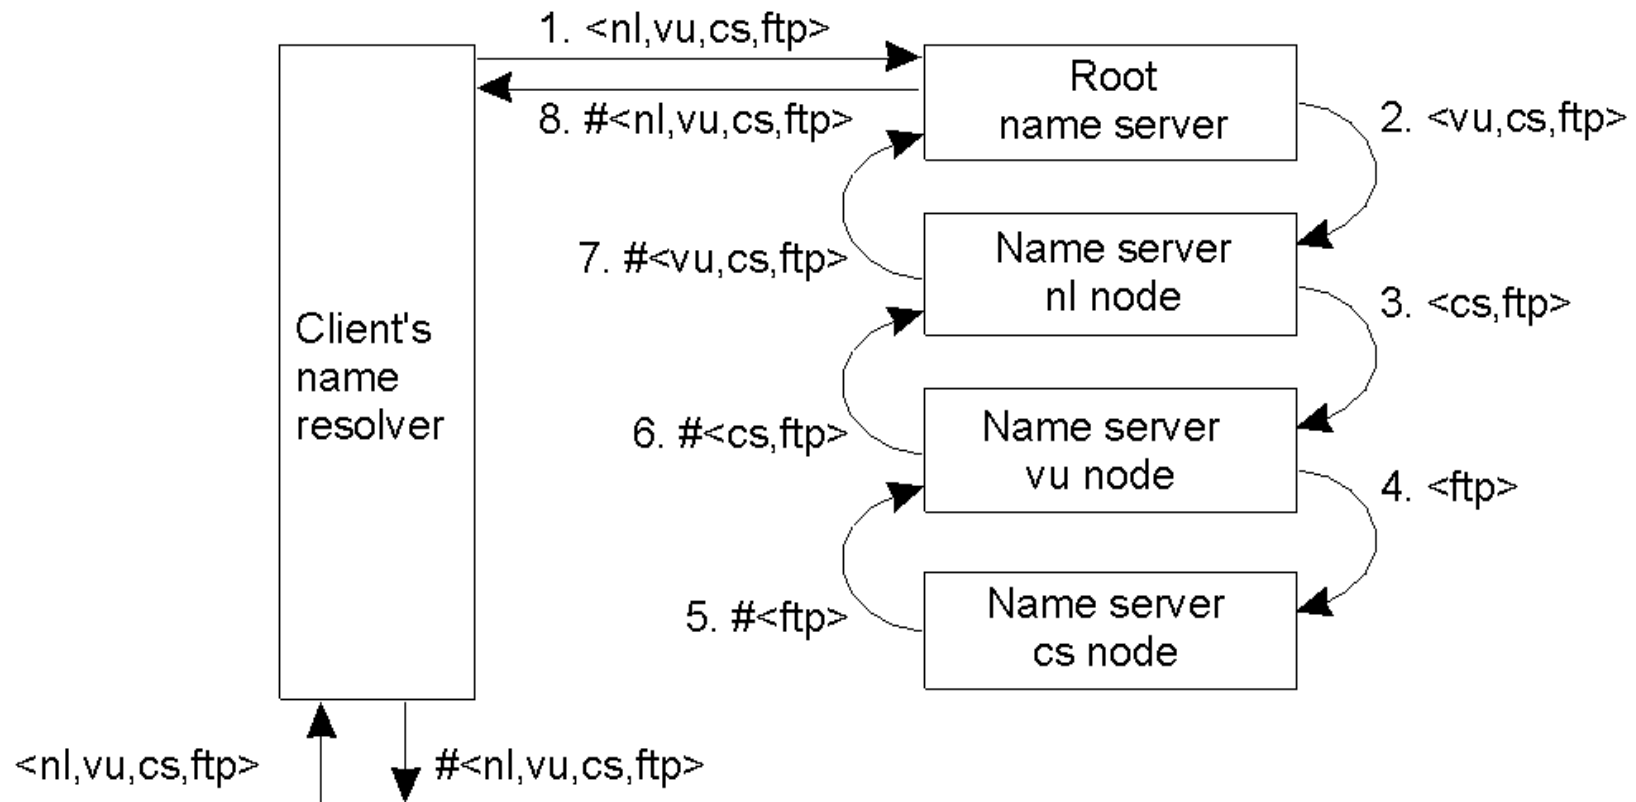 1. <nl,vu,cs,ftp>
Root
name server
8. #<nl,vu,cs,ftp>
2. <vu,cs,ftp>
Name server
nl node
7. #<vu,cs,ftp>
3. <cs,ftp>
Client's
name
resolver
Name server
vu node
6. #<cs,ftp>
4. <ftp>
Name server
cs node
5. #<ftp>
<nl,vu,cs,ftp>
#<nl,vu,cs,ftp>